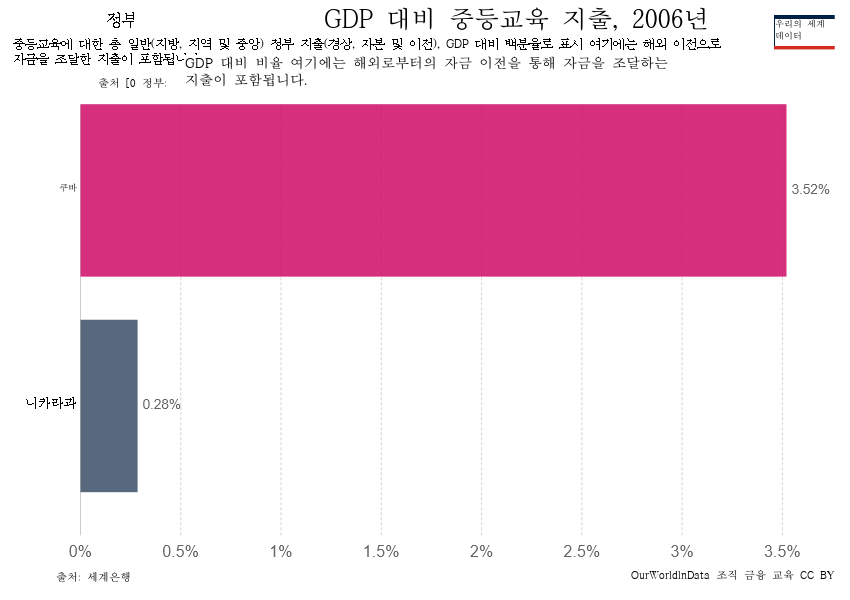 정부
GDP 대비 중등교육 지출, 2006년
우리의 세계
데이터
중등교육에 대한 총 일반(지방, 지역 및 중앙) 정부 지출(경상, 자본 및 이전), GDP 대비 백분율로 표시 여기에는 해외 이전으로
자금을 조달한 지출이
GDP 대비 비율 여기에는 해외로부터의 자금 이전을 통해 자금을 조달하는
지출이 포함됩니다.
출처 [0 정부:
쿠바
3.52%
니카라과
0.28%
0% 0.5% 1% 1.5% 2% 2.5% 3% 3.5%
출처: 세계은행
OurWorldInData 조직 금융 교육 CC BY